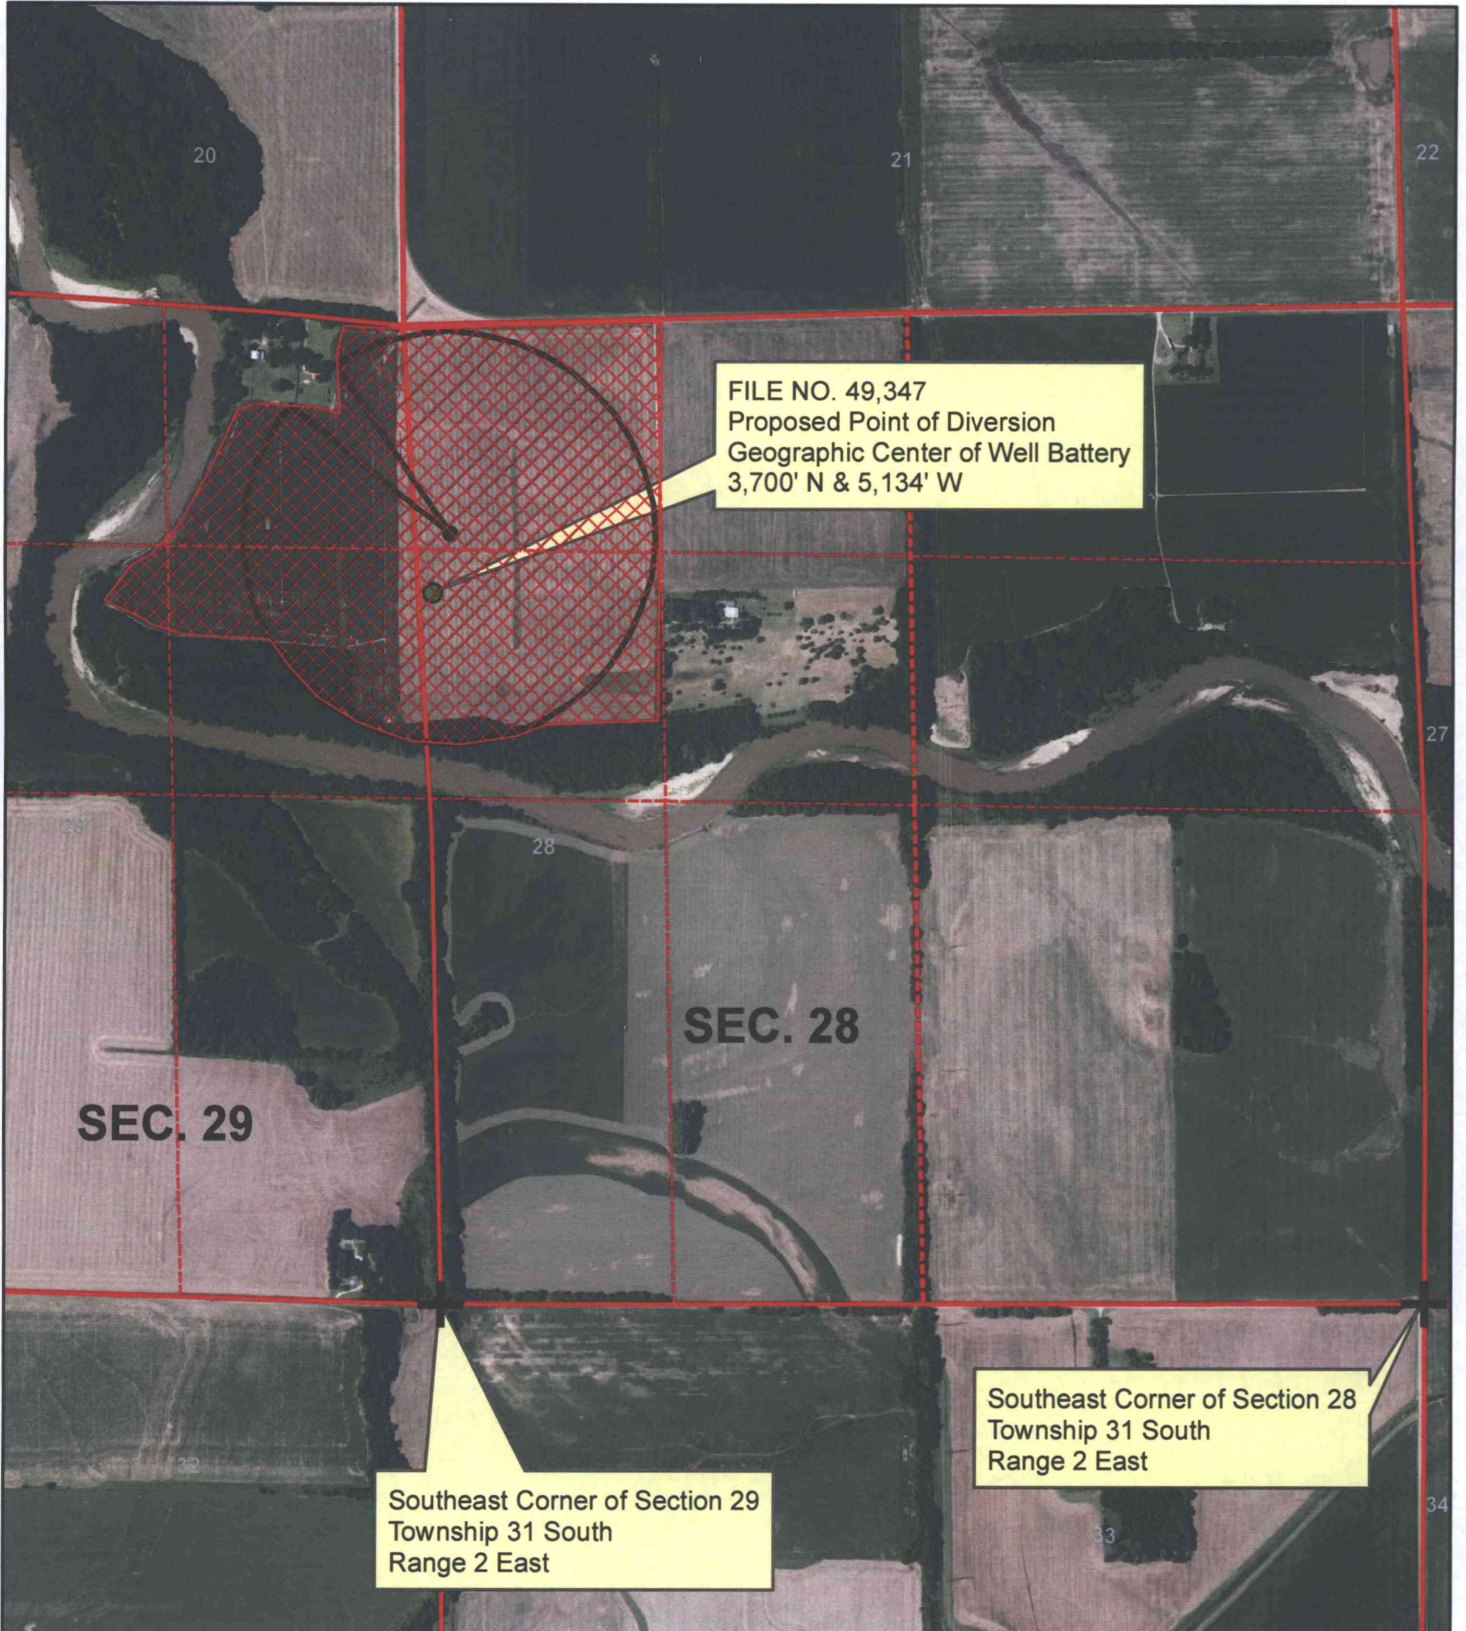 20
21
22
FILE NO. 49,347
Proposed Point of Diversion
Geographic Center of Well Battery
3,700' N & 5,134' W
27
28
SEC. 28
SEC. 29
Southeast Corner of Section 28
Township 31 South
Range 2 East
Southeast Corner of Section 29
Township 31 South
Range 2 East
32
33
34